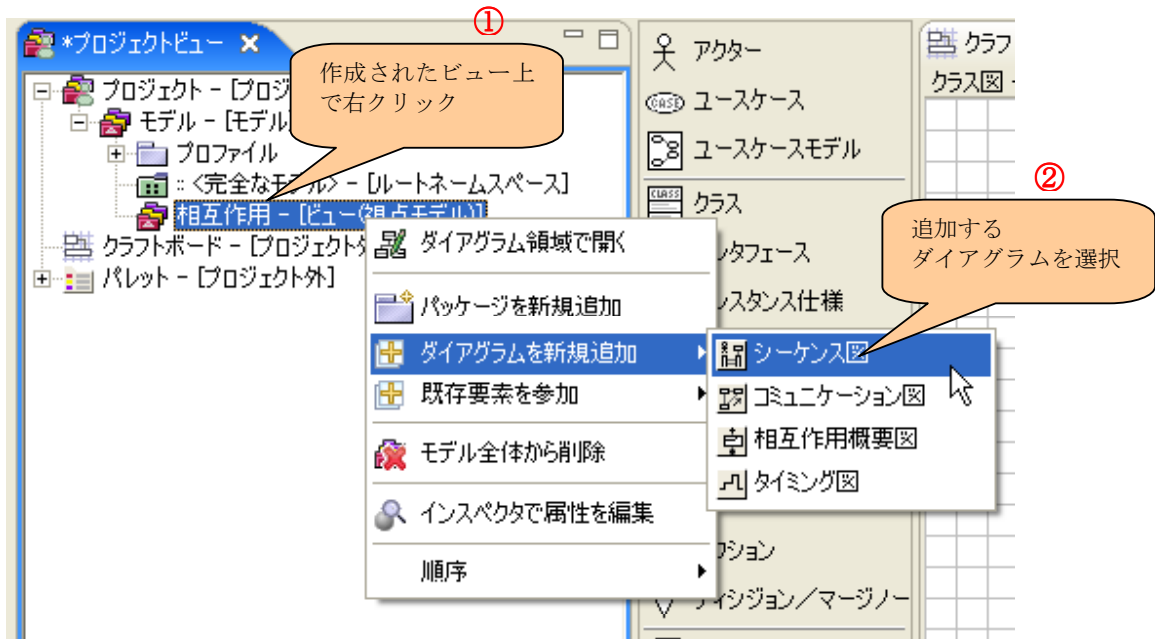 ①
*プロジェクトビュー
作成されたビュー上
で右クリック
プロジェクト - [プロジ
モデル - [モデル
プロファイル
:: <完全なモデル> - [ルートネームスペース]
相互作用 - [ビュー(視点モデル)]
クラフトボード - [プロジェクト外
パレット - [プロジェクト外]
ダイアグラム領域で開く
パッケージを新規追加
ダイアグラムを新規追加
既存要素を参加
モデル全体から削除
インスペクタで属性を編集
順序
アクター
CASE ユースケース
ユースケースモデル
CLASS クラス
ンタフェース
ンスタンス仕様
②
追加する
ダイアグラムを選択
シーケンス図
コミュニケーション図
相互作用概要図
タイミング図
クション
ディシジョン／マージノー
クラフ
クラス図 -